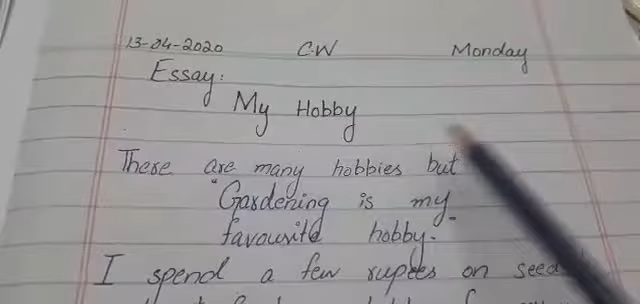 13-04-2020 C.W Monday
Essay:
My Hobby
There are many hobbies but
"Gardening is my
favourite hobby."
I spend a few rupees on seed